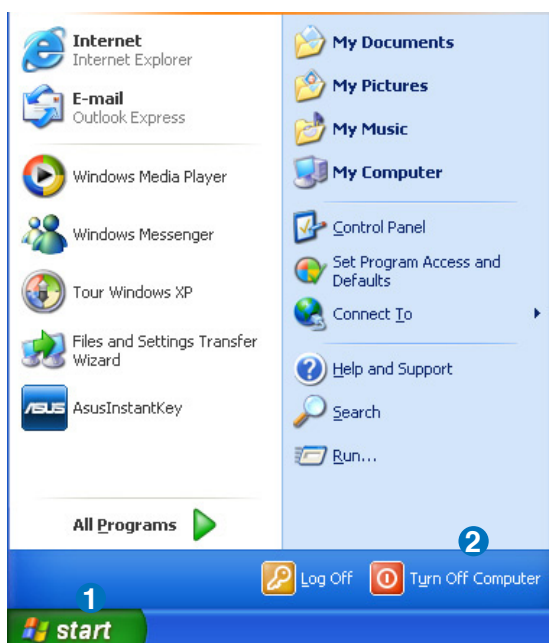 Internet
Internet Explorer
E-mail
Outlook Express
Windows Media Player
Windows Messenger
Tour Windows XP
Files and Settings Transfer
Wizard
ASUS AsusInstantKey
All Programs
My Documents
My Pictures
My Music
My Computer
Control Panel
Set Program Access and
Defaults
Connect To
Help and Support
Search
Run...
2
Log Off Turn Off Computer
1
start